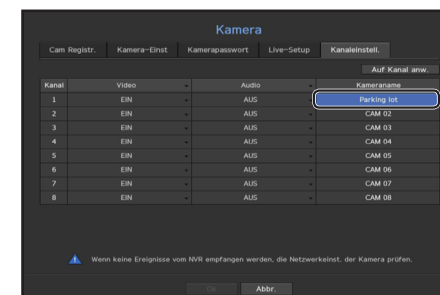 Kamera
Cam Registr. Kamera-Einst Kamerapasswort Live-Setup Kanaleinstell.
Auf Kanal anw.
Kanal Video Audio Kameraname
1 EIN AUS Parking lot
2 EIN AUS CAM 02
3 EIN AUS CAM 03
4 EIN AUS CAM 04
5 EIN AUS CAM 05
6 EIN AUS CAM 06
7 EIN AUS CAM 07
8 EIN AUS CAM 08
Wenn keine Ereignisse vom NVR empfangen werden, die Netzwerkeinst. der Kamera prüfen.
Ok Abbr.